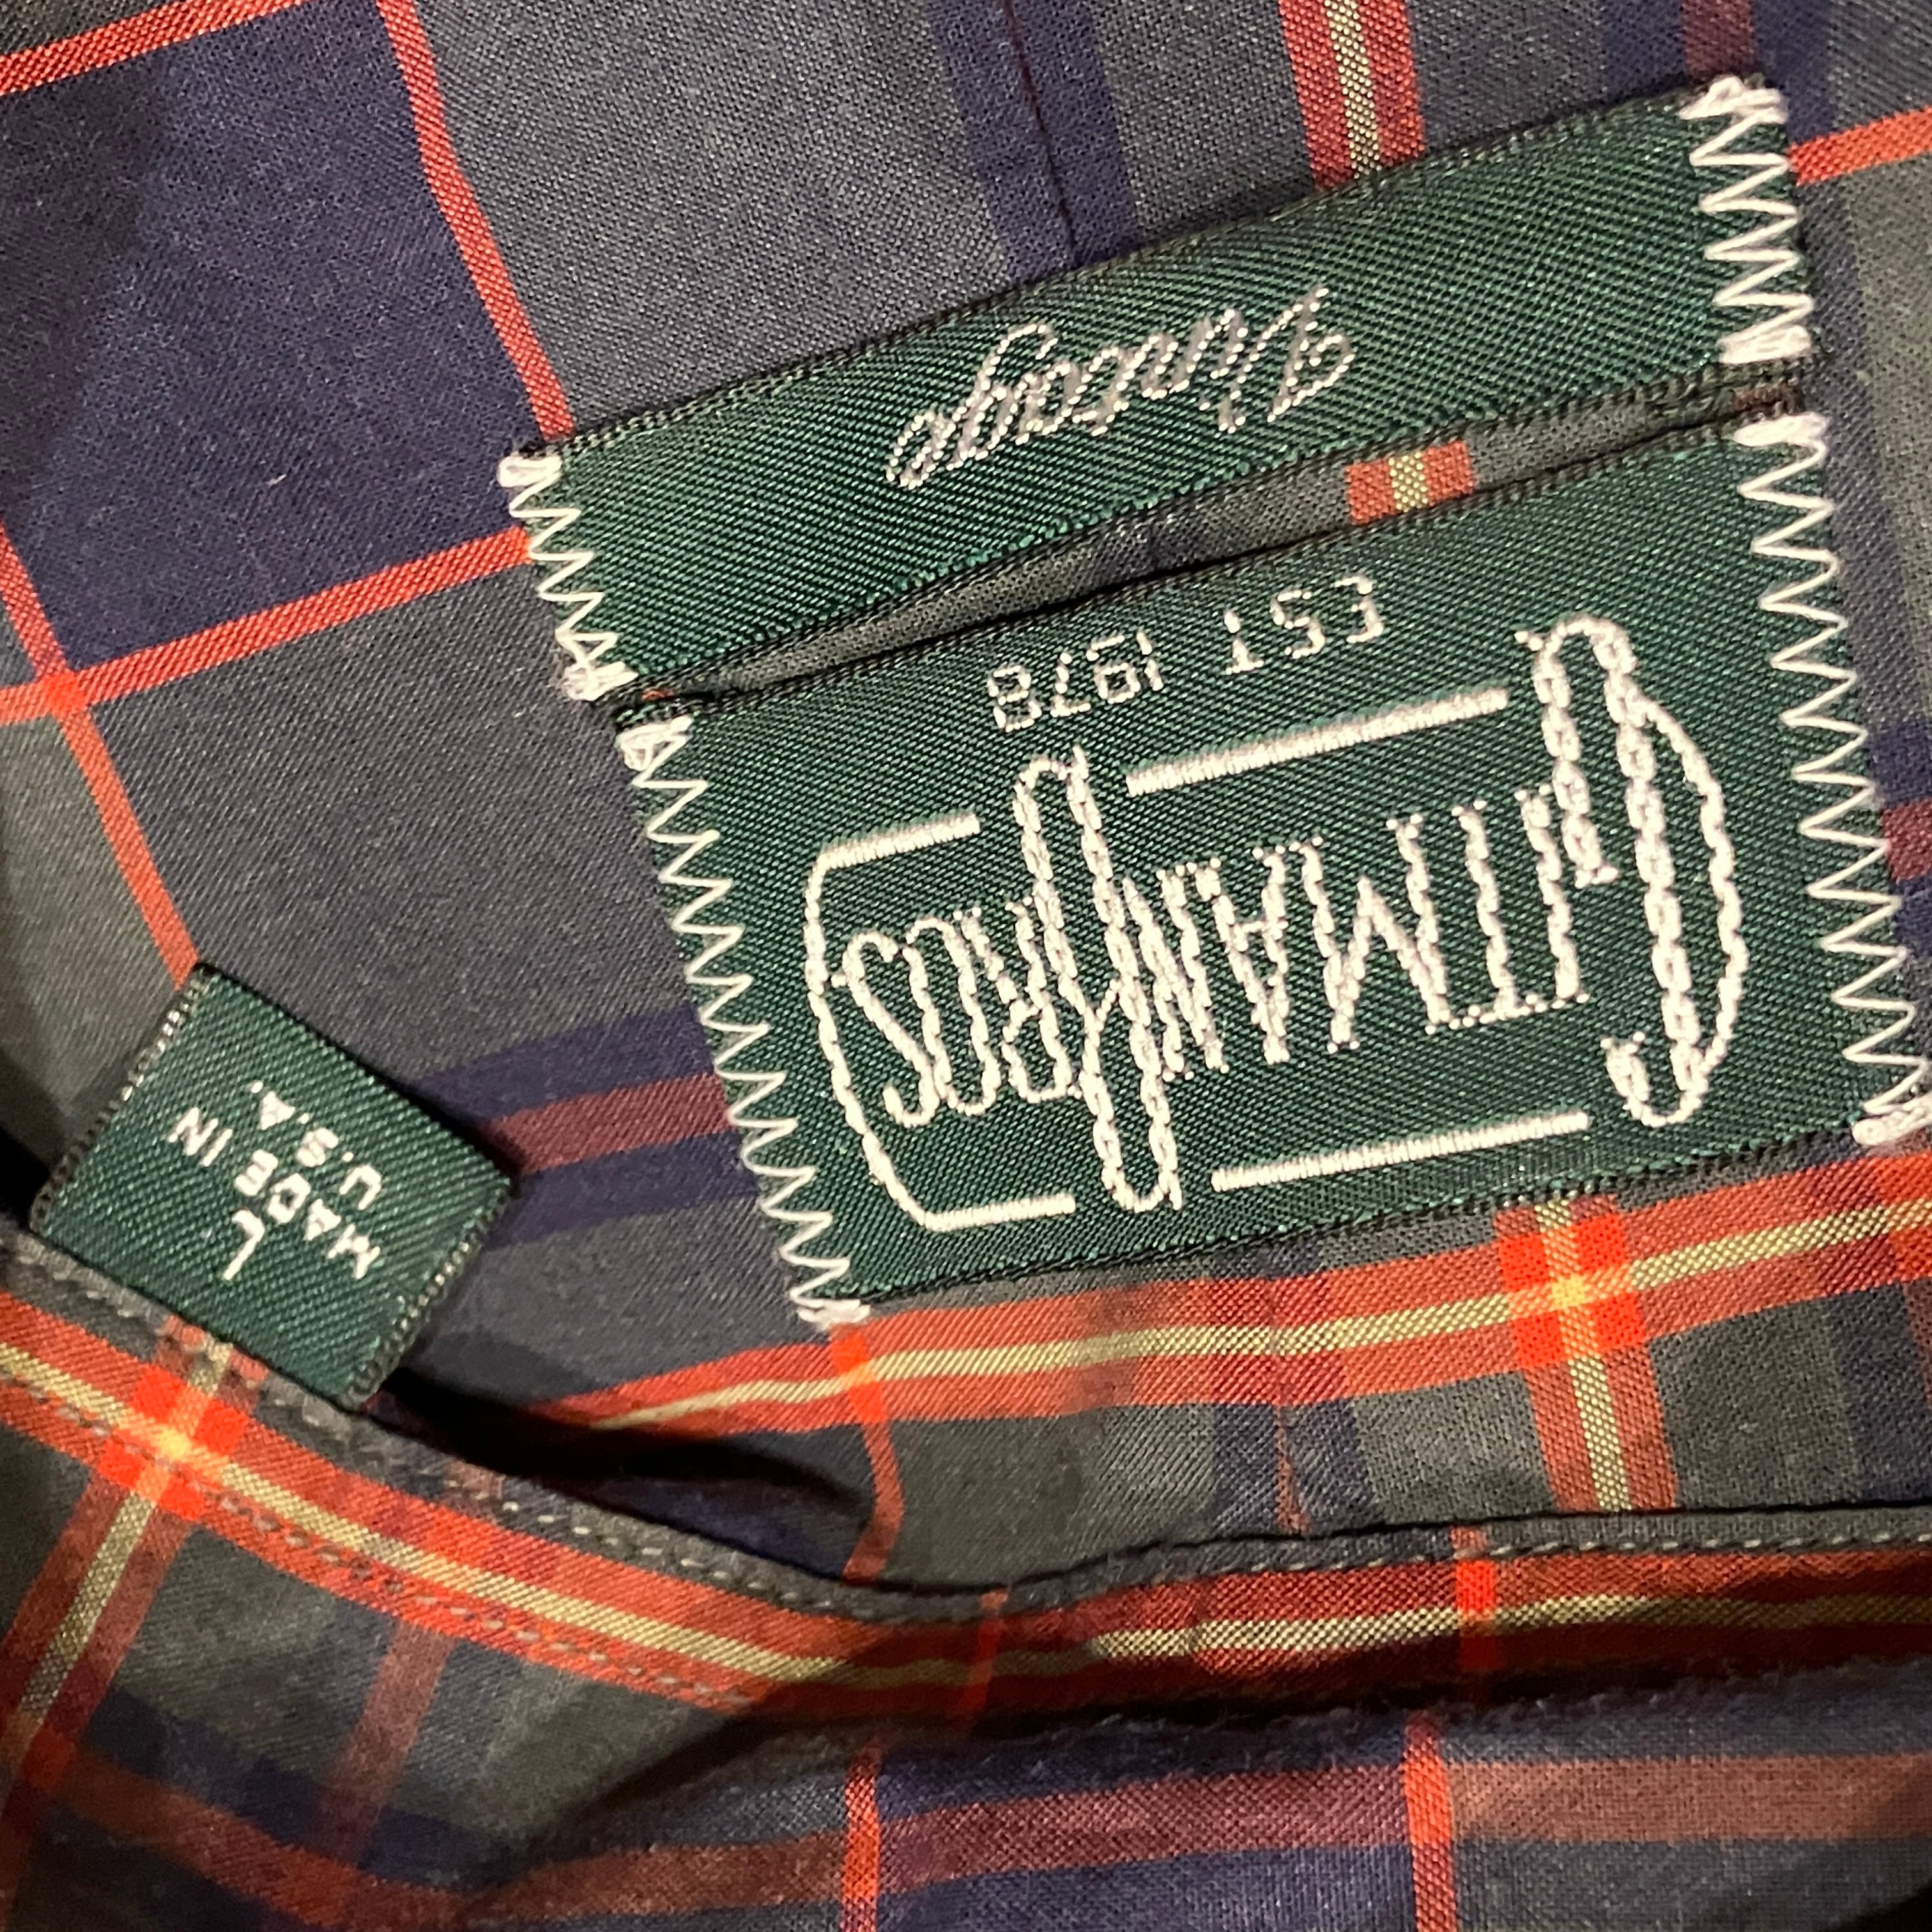 GITMAN BROS
EST 1978
Vintage
L
MADE IN
U.S.A.